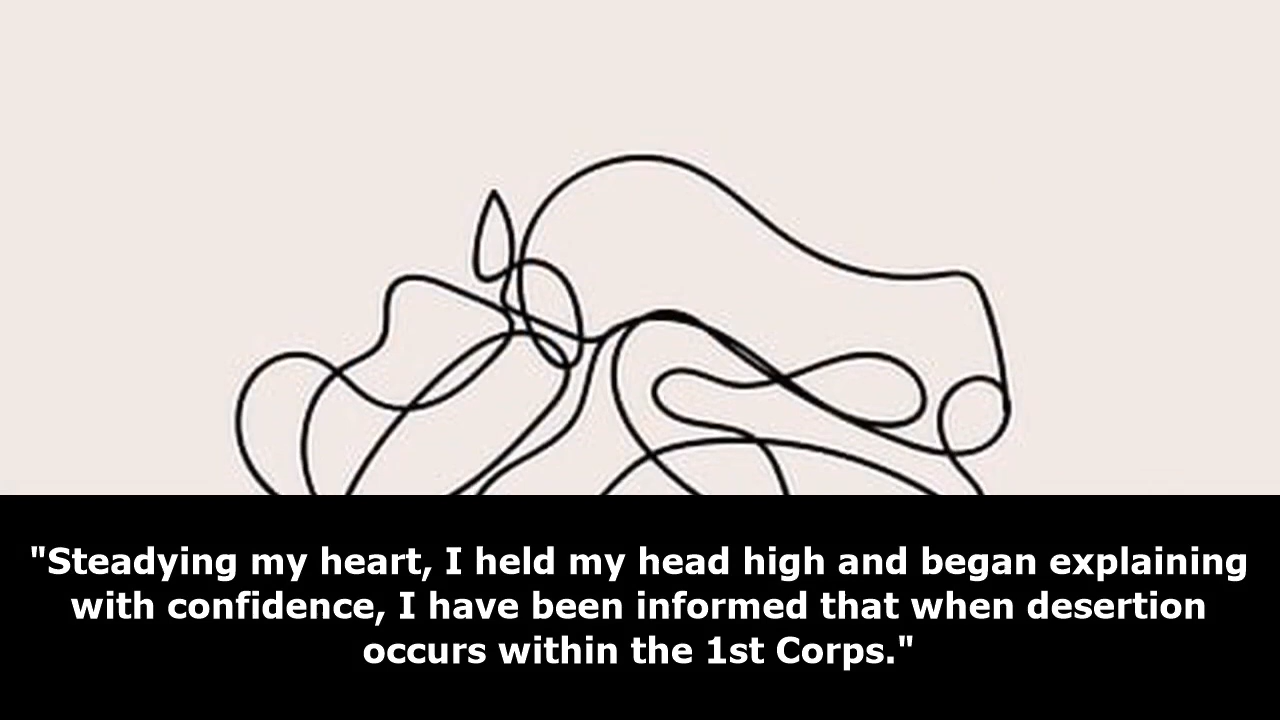 "Steadying my heart, I held my head high and began explaining
with confidence, I have been informed that when desertion
occurs within the 1st Corps."